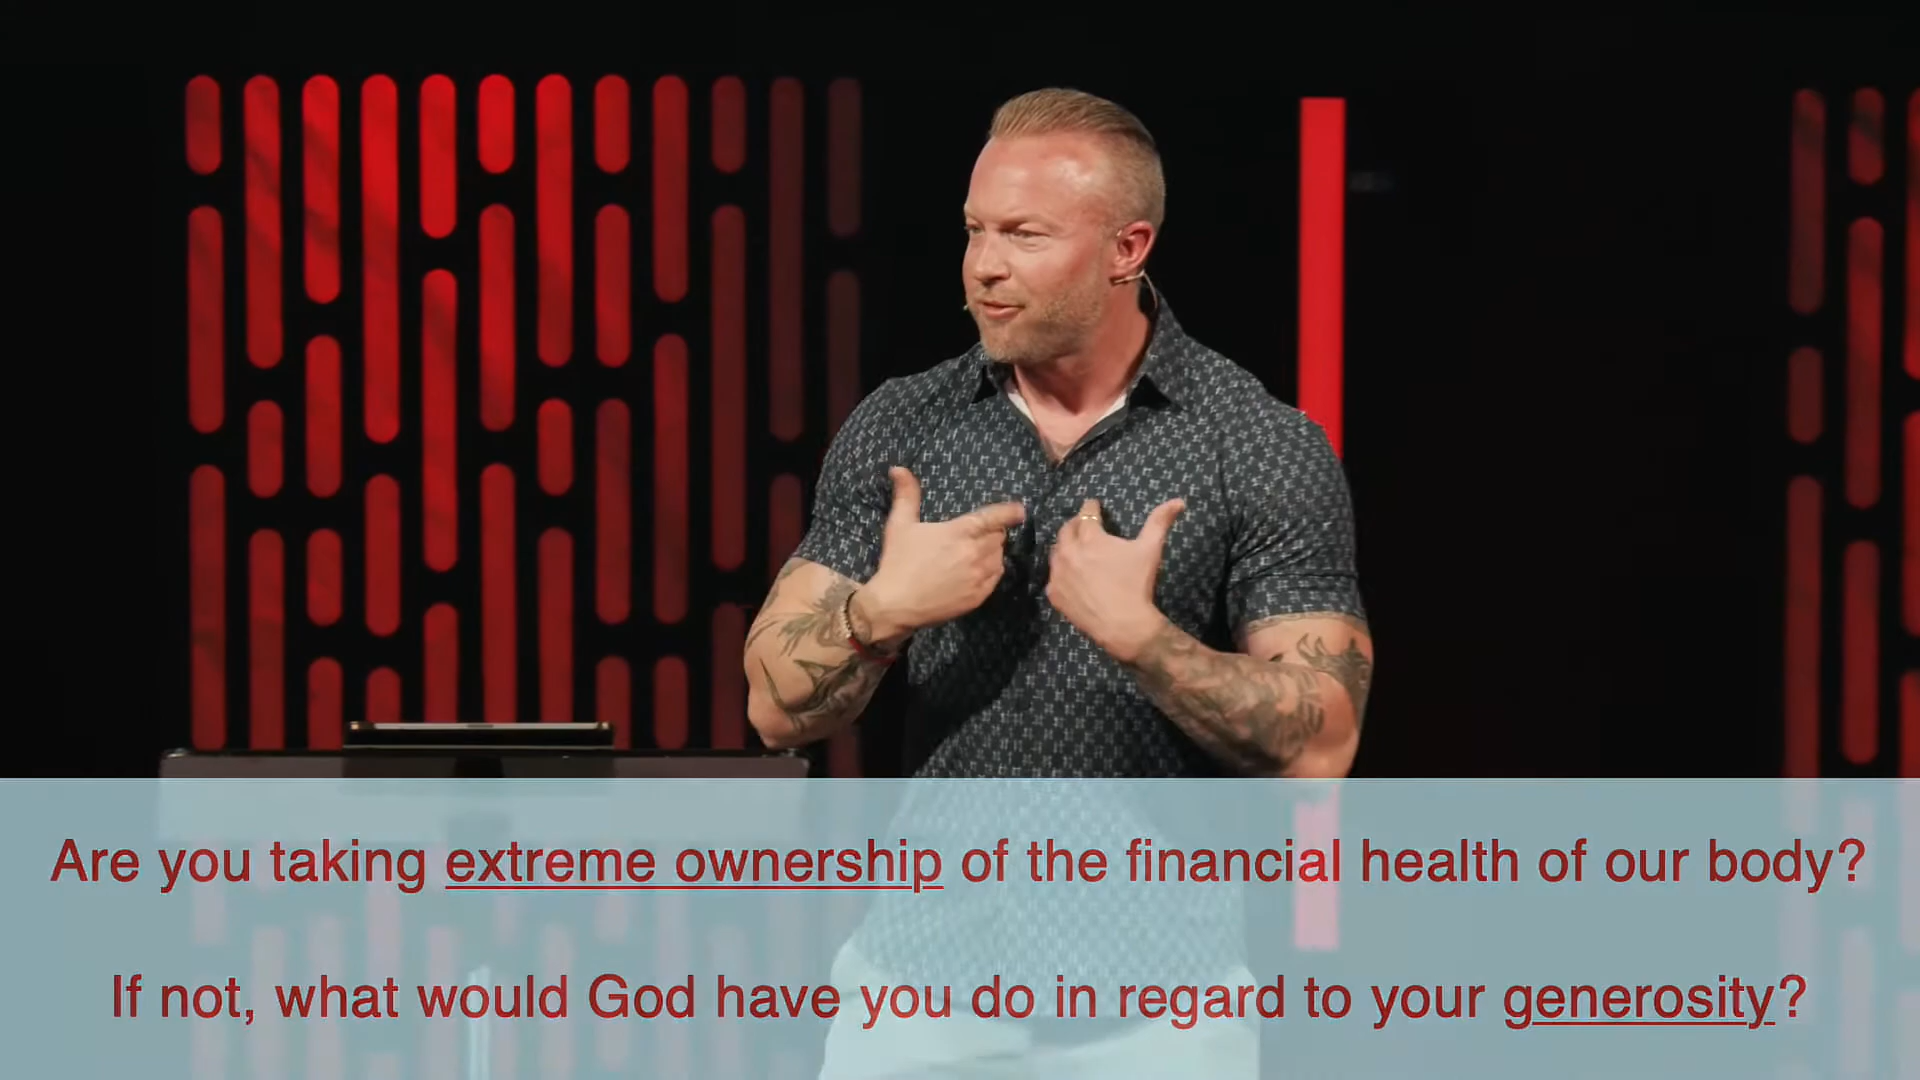 Are you taking extreme ownership of the financial health of our body?
If not, what would God have you do in regard to your generosity?